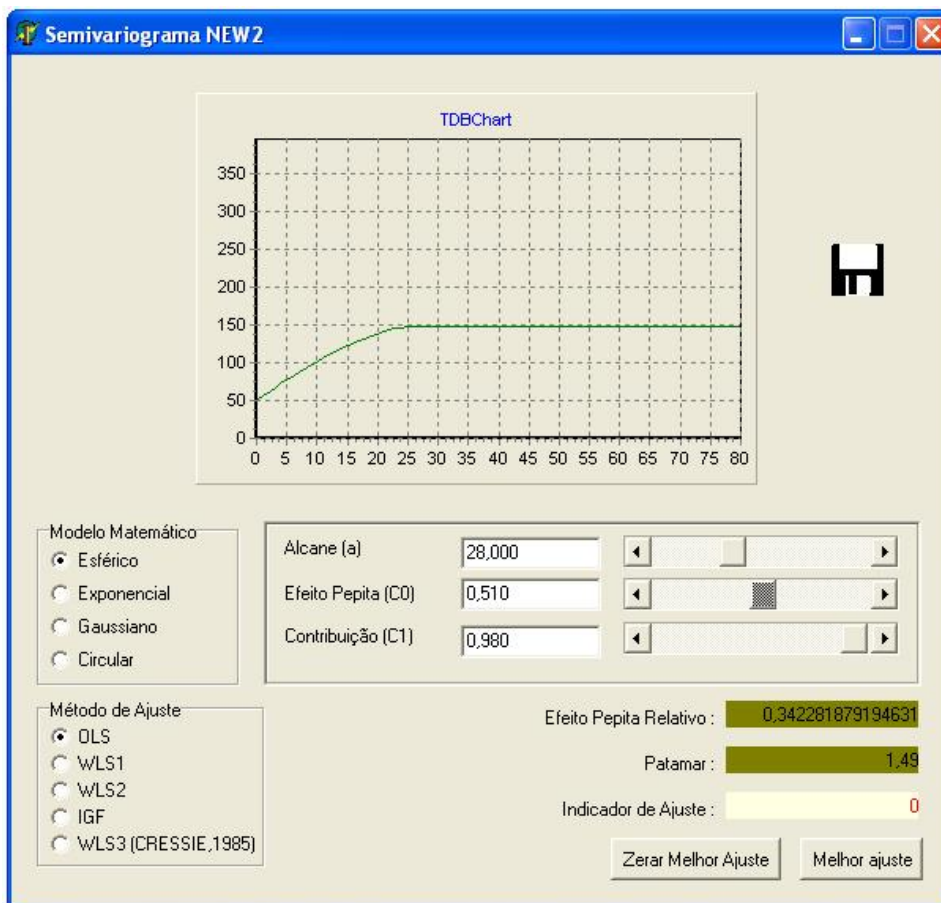 Semivariograma NEW2
TDBChart
350
300
250
200
150
100
50
0
0 5 10 15 20 25 30 35 40 45 50 55 60 65 70 75 80
Modelo Matemático
Esférico
Exponencial
Gaussiano
Circular
Alcane (a) 28,000
Efeito Pepita (C0) 0,510
Contribuição (C1) 0,980
Método de Ajuste
OLS
WLS1
WLS2
IGF
WLS3 (CRESSIE,1985)
Efeito Pepita Relativo : 0,342281879194631
Patamar : 1,49
Indicador de Ajuste : 0
Zerar Melhor Ajuste Melhor ajuste